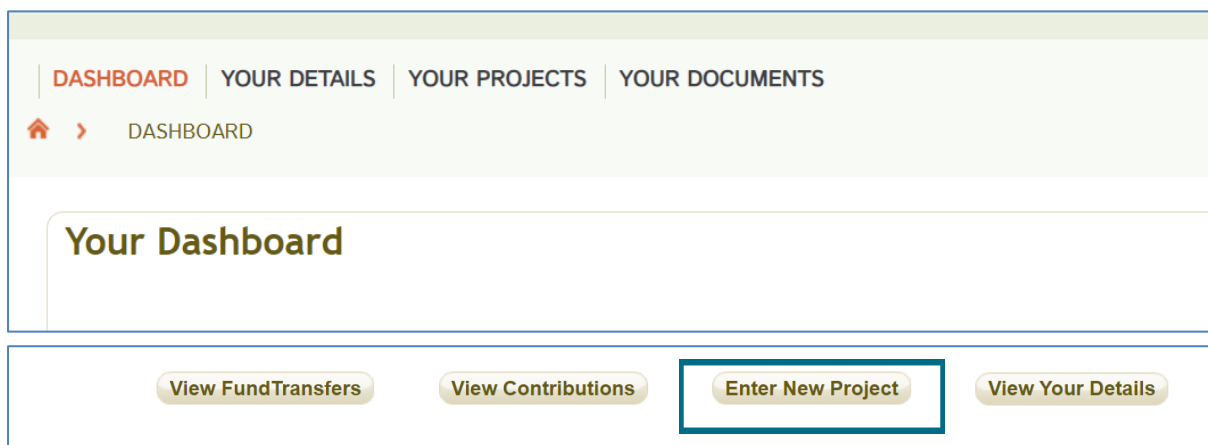 DASHBOARD YOUR DETAILS YOUR PROJECTS YOUR DOCUMENTS
DASHBOARD
Your Dashboard
View FundTransfers View Contributions Enter New Project View Your Details